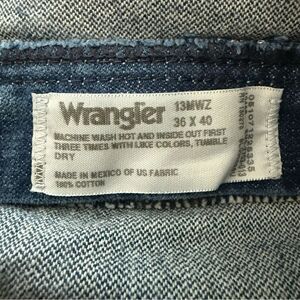 Wrangler 13MWZ
36 X 40
MACHINE WASH HOT AND INSIDE OUT FIRST
THREE TIMES WITH LIKE COLORS, TUMBLE
DRY
MADE IN MEXICO OF US FABRIC
100% COTTON